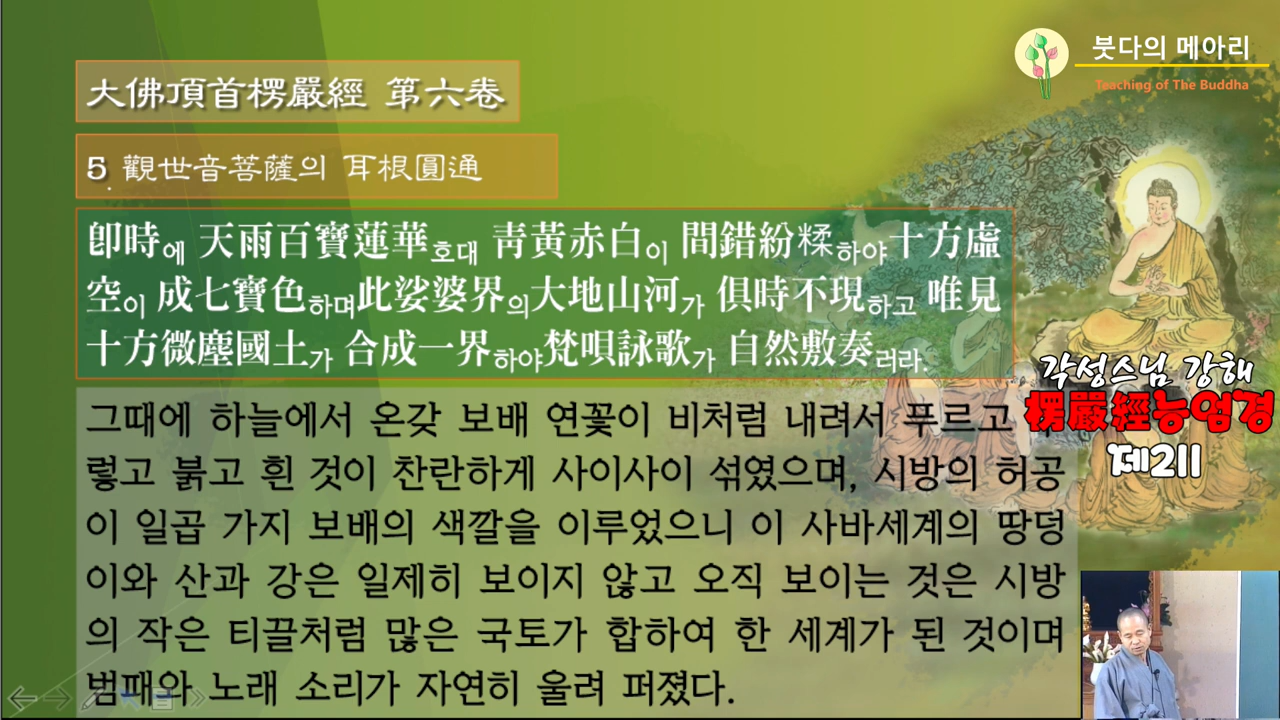 大佛頂首楞嚴經 第六卷
붓다의 메아리
Teaching of The Buddha
5. 觀世音菩薩의 耳根圓通
卽時에 天雨百寶蓮華호대 靑黃赤白이 間錯紛糅하야十方虛
空이 成七寶色하며此娑婆界의大地山河가 俱時不現하고 唯見
十方微塵國土가 合成一界하야梵唄詠歌가 自然敷奏러라.
그때에 하늘에서 온갖 보배 연꽃이 비처럼 내려서 푸르고
렇고 붉고 흰 것이 찬란하게 사이사이 섞였으며, 시방의 허공
이 일곱 가지 보배의 색깔을 이루었으니 이 사바세계의 땅덩
이와 산과 강은 일제히 보이지 않고 오직 보이는 것은 시방
의 작은 티끌처럼 많은 국토가 합하여 한 세계가 된 것이며
범패와 노래 소리가 자연히 울려 퍼졌다.
각성스님 강해
楞嚴經능엄경
제211